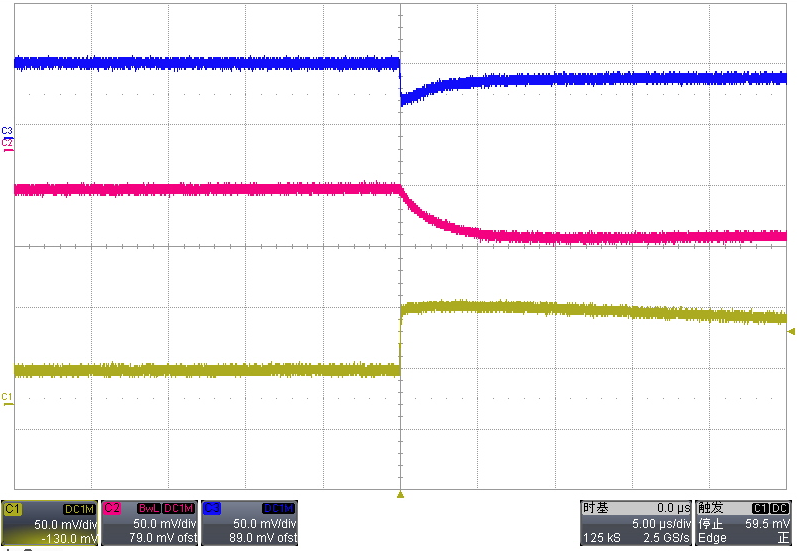 C3
C2
C1
C1 DC1M
50.0 mV/div
-130.0 mV
C2 BwL DC1M
50.0 mV/div
79.0 mV ofst
C3 DC1M
50.0 mV/div
89.0 mV ofst
时基 0.0 µs
5.00 µs/div
125 kS 2.5 GS/s
触发 C1 DC
停止 59.5 mV
Edge 正